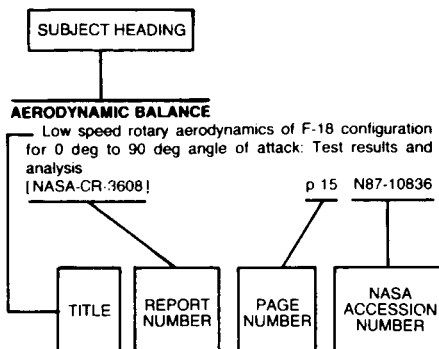 SUBJECT HEADING
AERODYNAMIC BALANCE
Low speed rotary aerodynamics of F-18 configuration
for 0 deg to 90 deg angle of attack: Test results and
analysis
[NASA-CR-3608] p 15 N87-10836
TITLE
REPORT
NUMBER
PAGE
NUMBER
NASA
ACCESSION
NUMBER